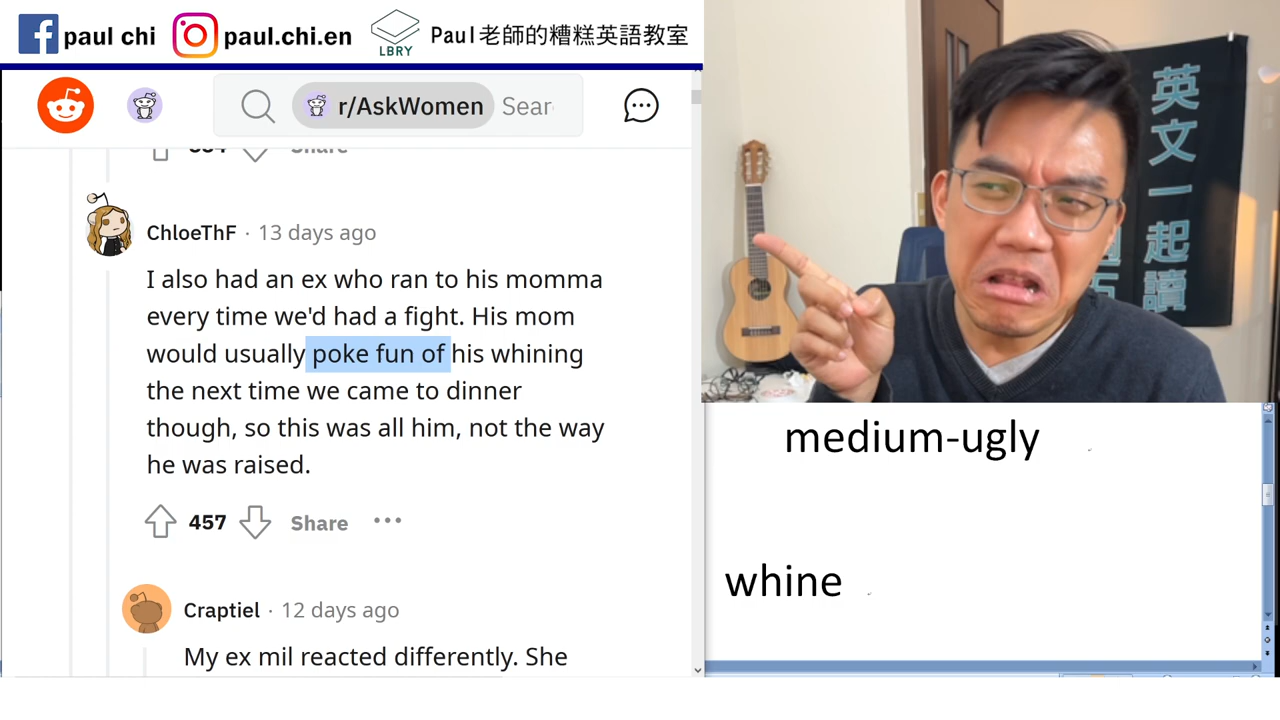 paul chi
paul.chi.en
LBRY
Paul老師的糟糕英語教室
r/AskWomen
Sear
Share
ChloeThF · 13 days ago
I also had an ex who ran to his momma
every time we'd had a fight. His mom
would usually poke fun of his whining
the next time we came to dinner
though, so this was all him, not the way
he was raised.
457
Share
Craptiel · 12 days ago
My ex mil reacted differently. She
英文一起讀
medium-ugly
whine